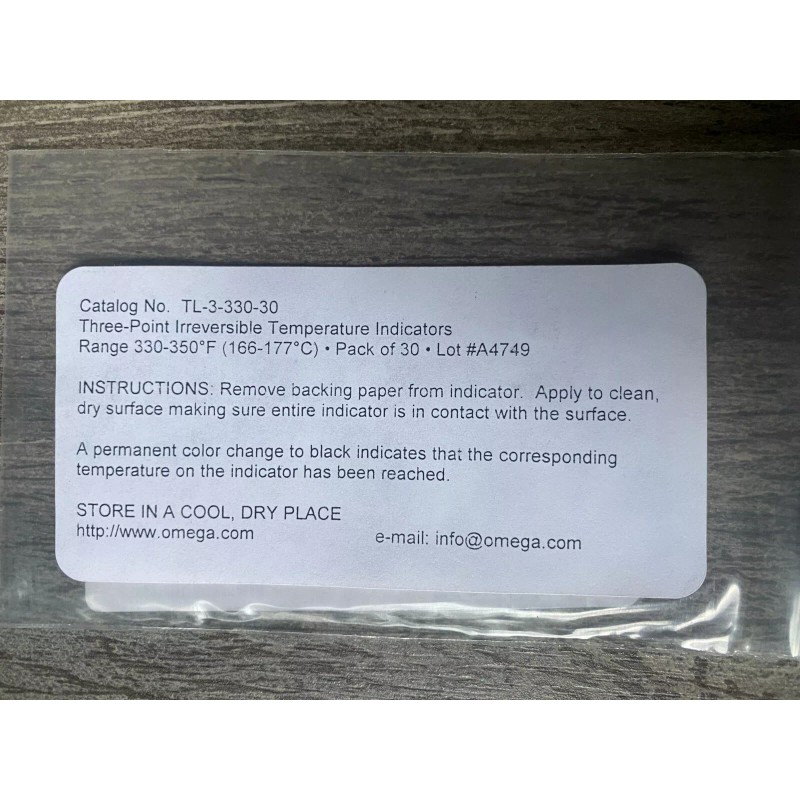 Catalog No. TL-3-330-30
Three-Point Irreversible Temperature Indicators
Range 330-350°F (166-177°C) • Pack of 30 • Lot #A4749
INSTRUCTIONS: Remove backing paper from indicator. Apply to clean,
dry surface making sure entire indicator is in contact with the surface.
A permanent color change to black indicates that the corresponding
temperature on the indicator has been reached.
STORE IN A COOL, DRY PLACE
http://www.omega.com e-mail: info@omega.com